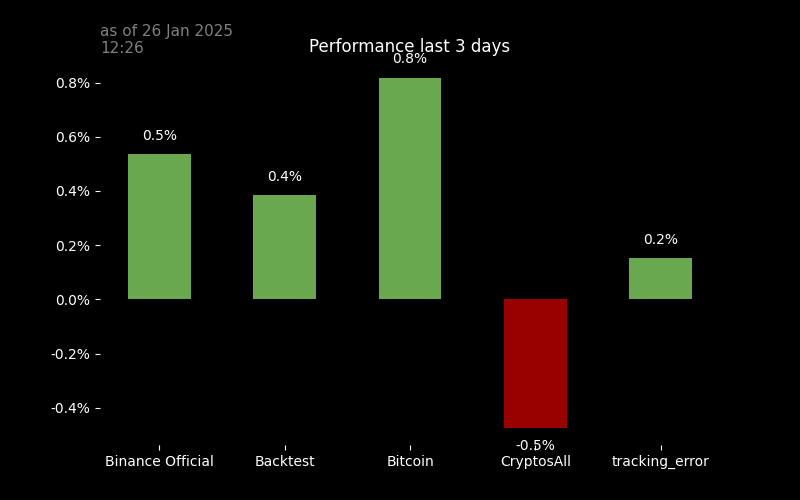 as of 26 Jan 2025
12:26
Performance last 3 days
0.8%
0.8%
0.6%
0.5%
0.4%
0.4%
0.2%
0.2%
0.0%
-0.2%
-0.4%
-0.5%
Binance Official
Backtest
Bitcoin
CryptosAll
tracking_error